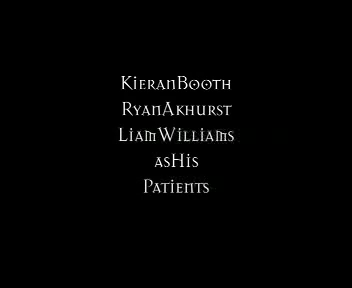 KieranBooth
RyanAkhurst
LiamWilliams
asHis
Patients